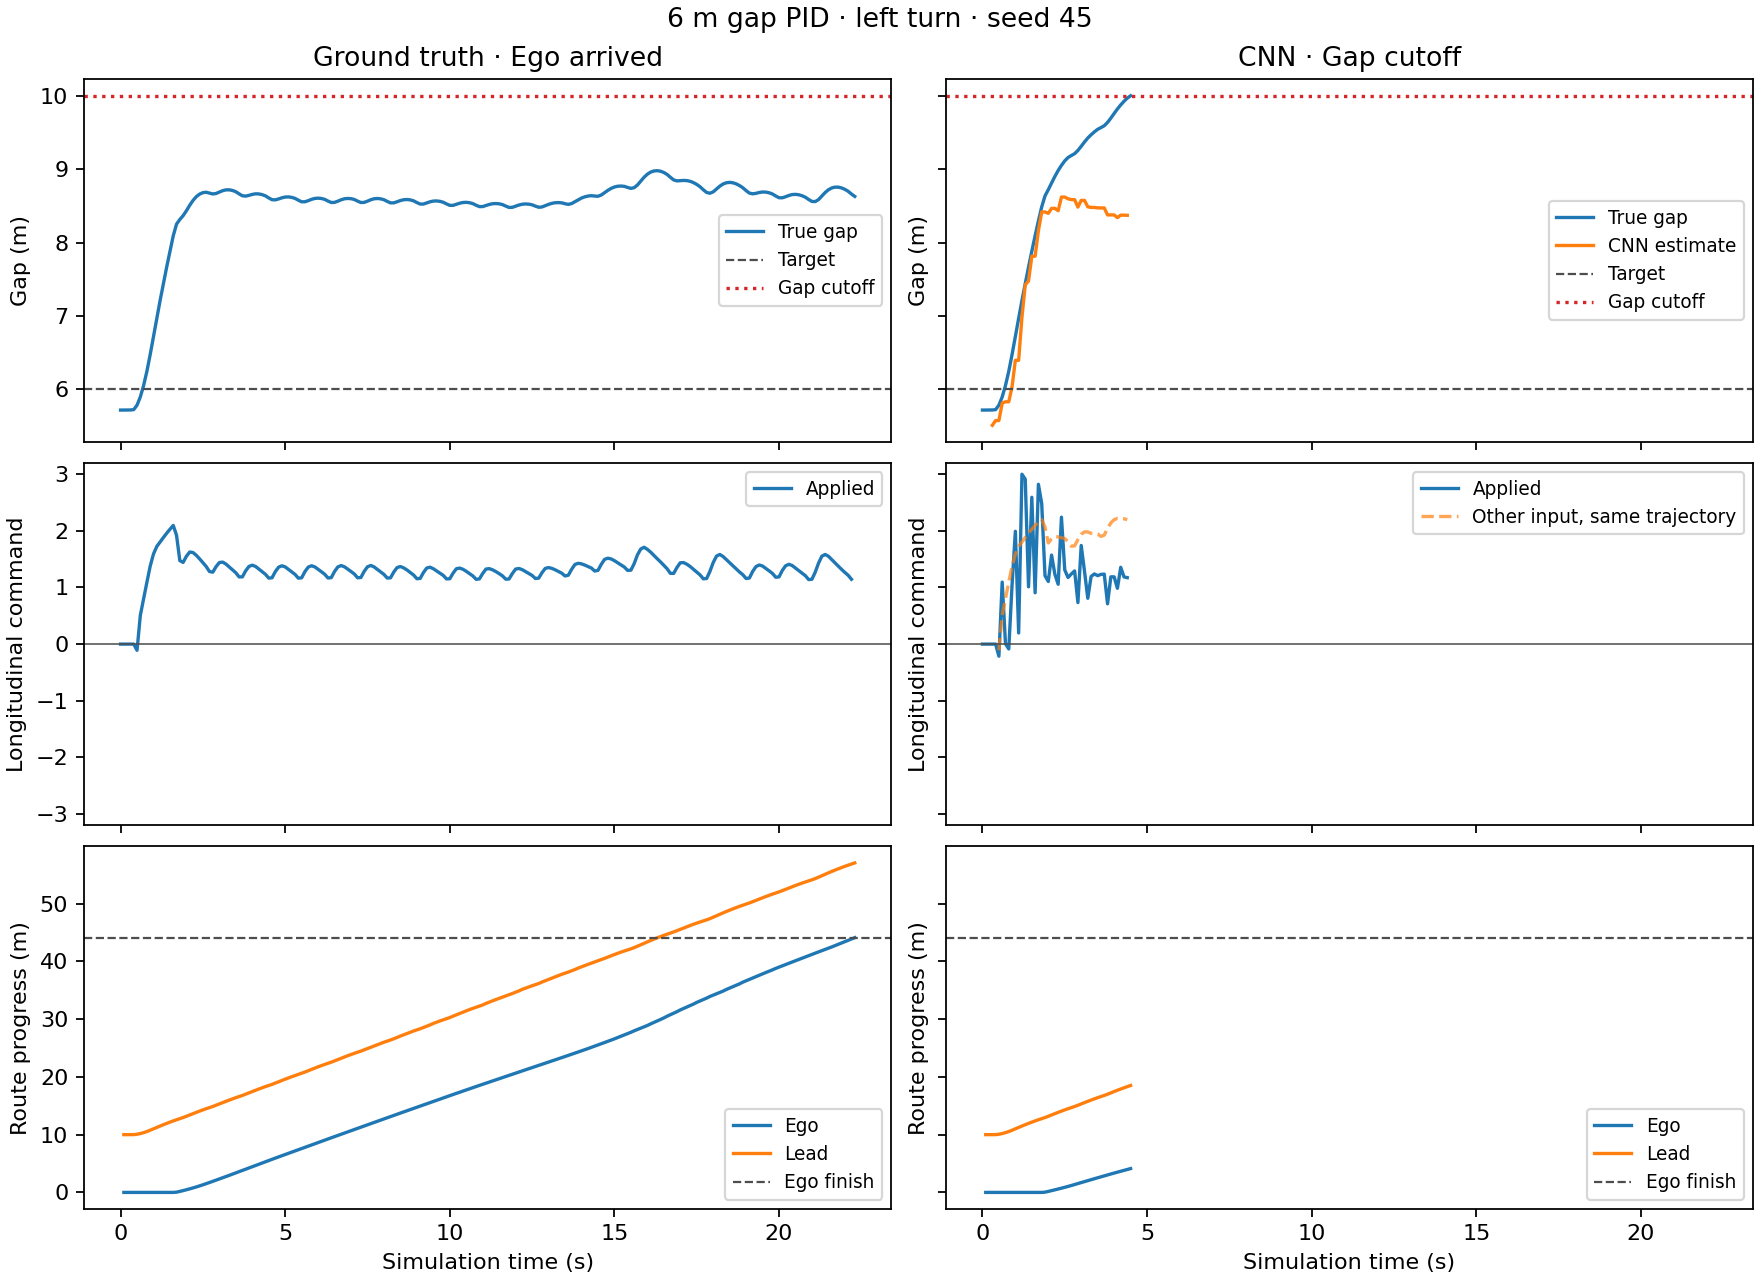 6 m gap PID · left turn · seed 45
Ground truth · Ego arrived
CNN · Gap cutoff
Gap (m)
10
9
8
7
6
True gap
Target
Gap cutoff
Gap (m)
True gap
CNN estimate
Target
Gap cutoff
Longitudinal command
3
2
1
0
−1
−2
−3
Applied
Longitudinal command
Applied
Other input, same trajectory
Route progress (m)
50
40
30
20
10
0
Ego
Lead
Ego finish
0 5 10 15 20
Simulation time (s)
Route progress (m)
Ego
Lead
Ego finish
0 5 10 15 20
Simulation time (s)